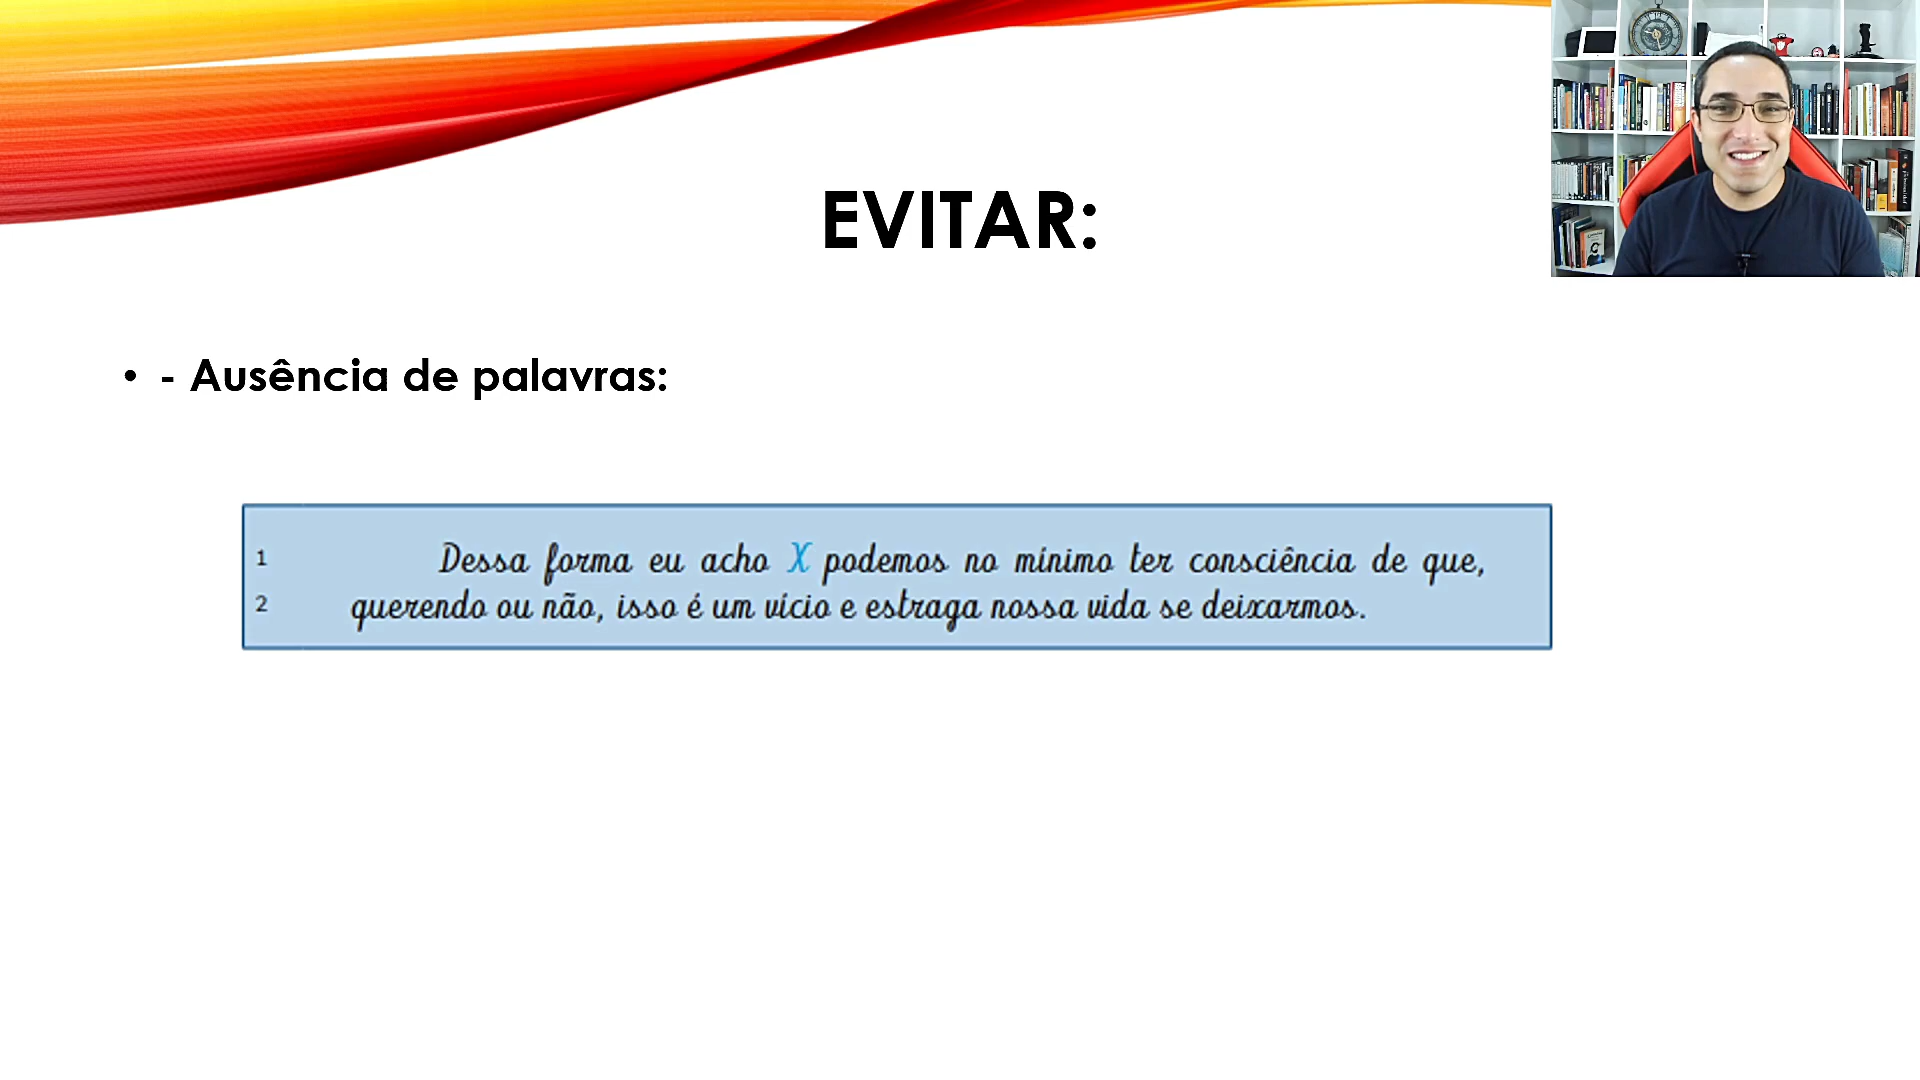 EVITAR:
• - Ausência de palavras:
1 Dessa forma eu acho X podemos no mínimo ter consciência de que,
2 querendo ou não, isso é um vício e estraga nossa vida se deixarmos.